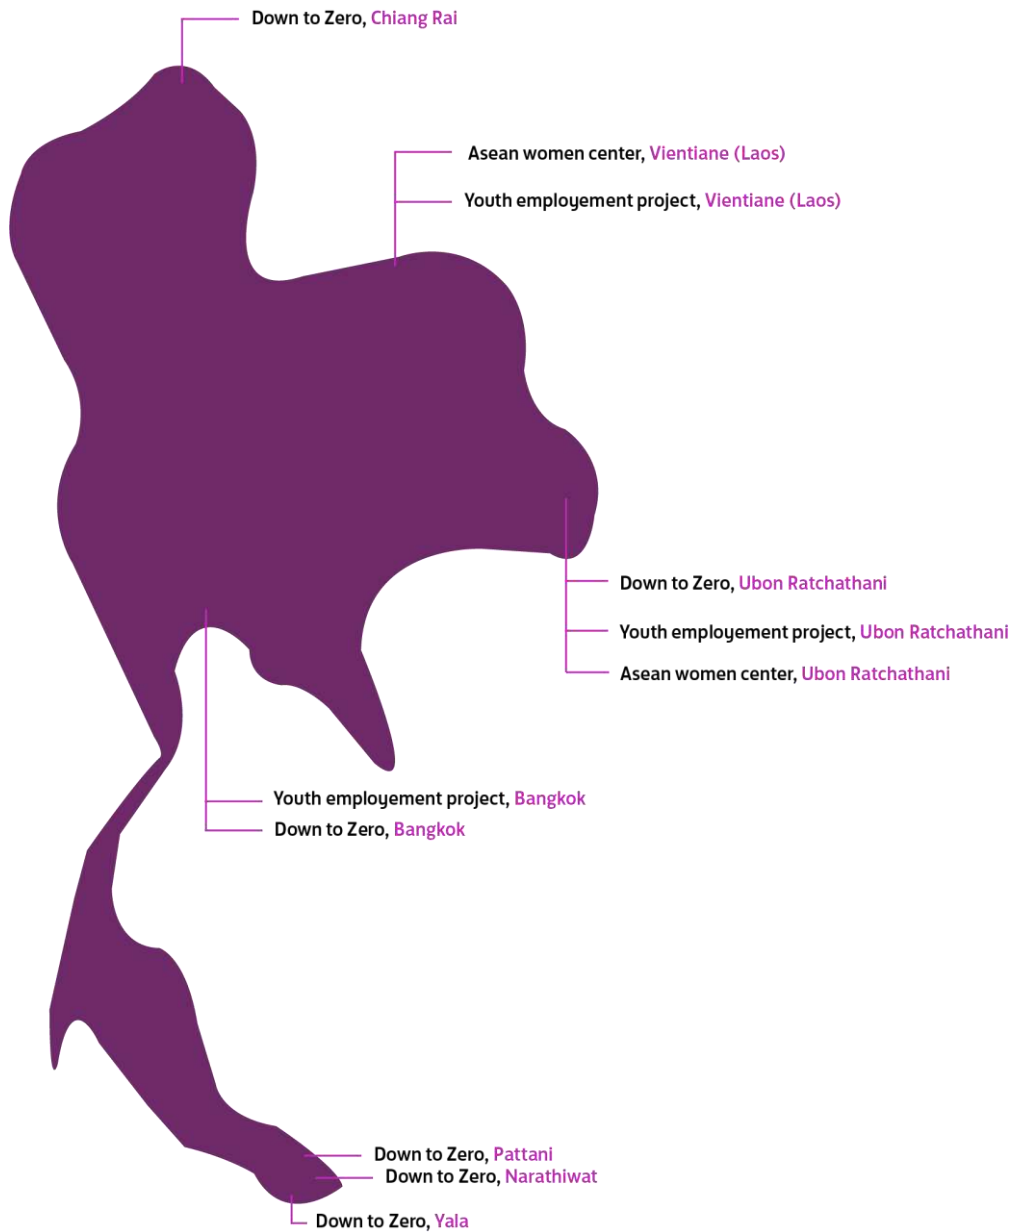 Down to Zero, Chiang Rai
Asean women center, Vientiane (Laos)
Youth employement project, Vientiane (Laos)
Down to Zero, Ubon Ratchathani
Youth employement project, Ubon Ratchathani
Asean women center, Ubon Ratchathani
Youth employement project, Bangkok
Down to Zero, Bangkok
Down to Zero, Pattani
Down to Zero, Narathiwat
Down to Zero, Yala